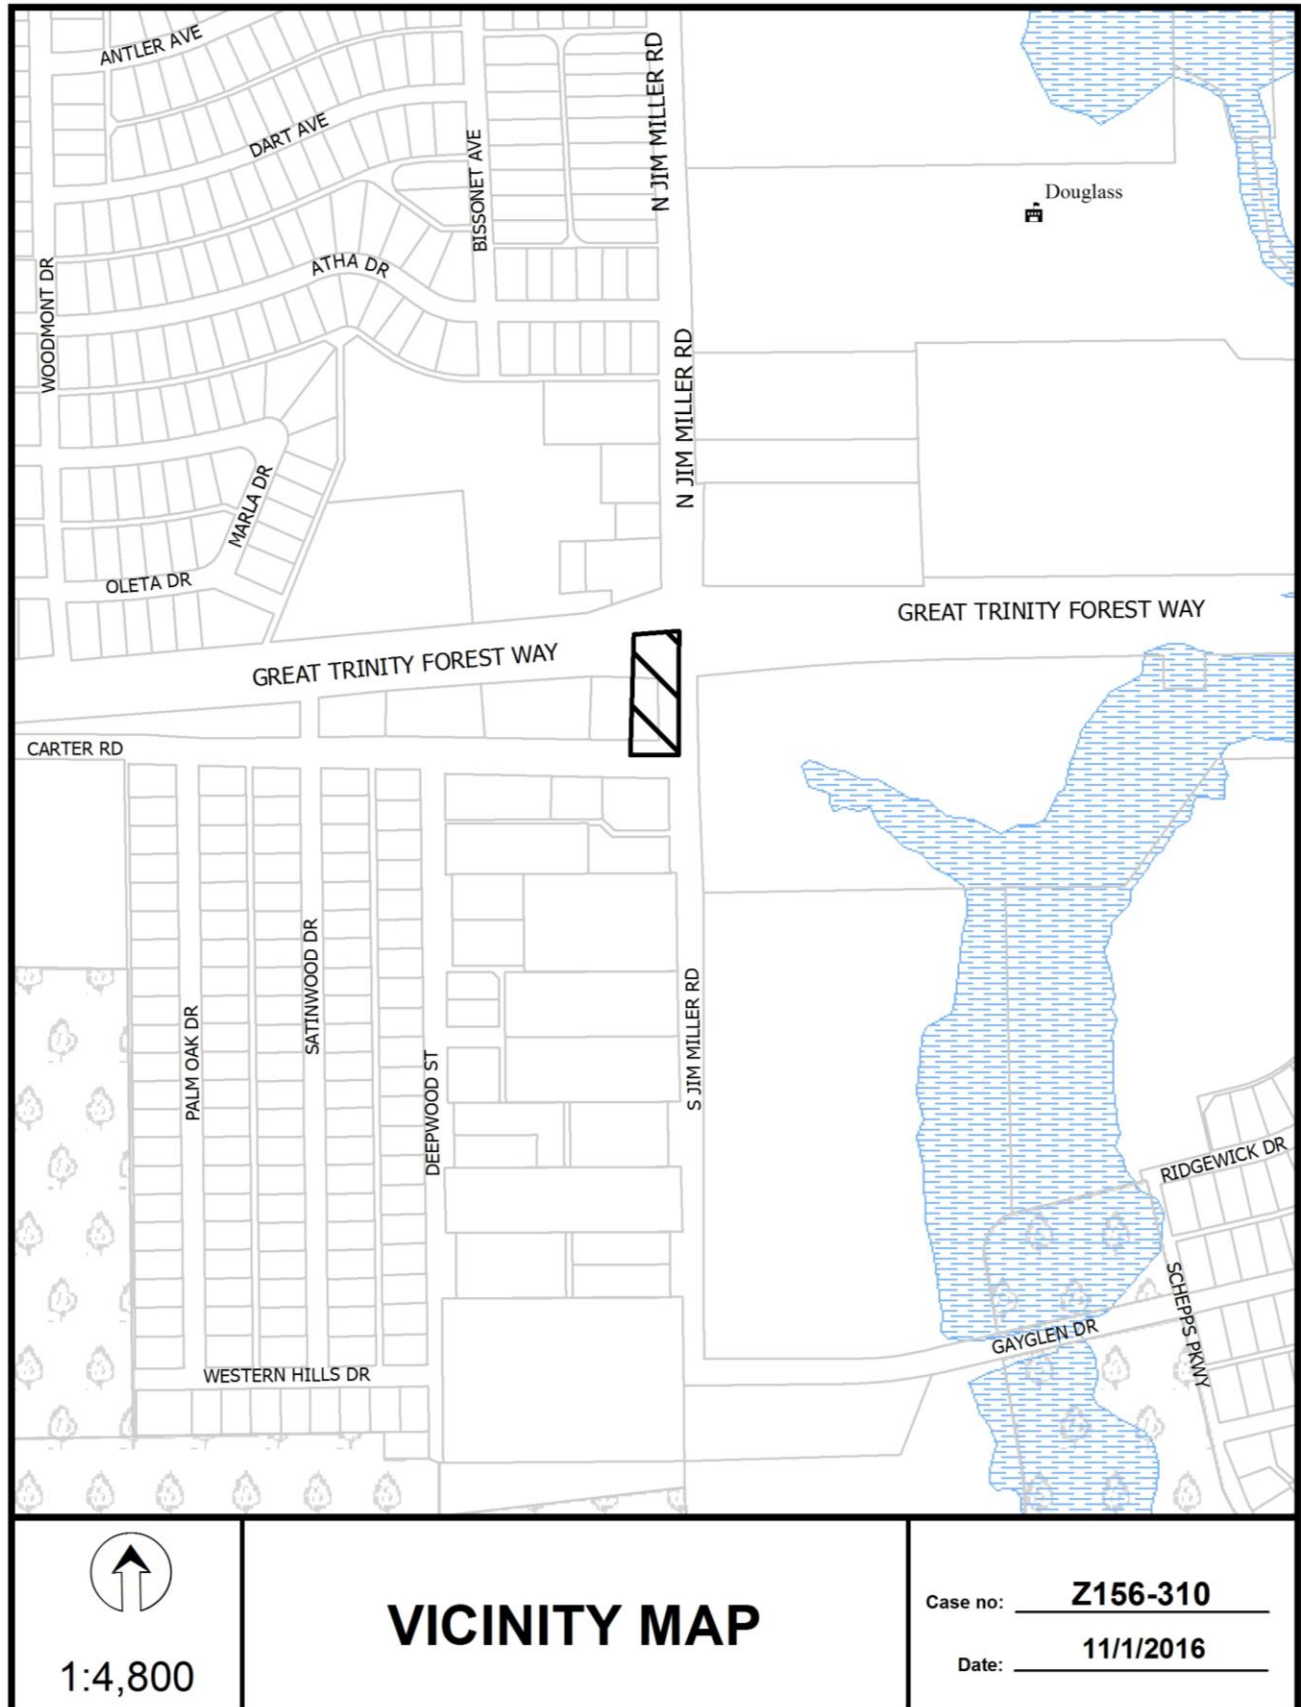 ANTLER AVE
DART AVE
BISSONET AVE
N JIM MILLER RD
Douglass
ATHA DR
WOODMONT DR
N JIM MILLER RD
MARLA DR
OLETA DR
GREAT TRINITY FOREST WAY
GREAT TRINITY FOREST WAY
CARTER RD
SATINWOOD DR
PALM OAK DR
DEEPWOOD ST
S JIM MILLER RD
RIDGEWICK DR
SCHEPPS PKWY
GAYGLEN DR
WESTERN HILLS DR
1:4,800
VICINITY MAP
Case no: Z156-310
Date: 11/1/2016